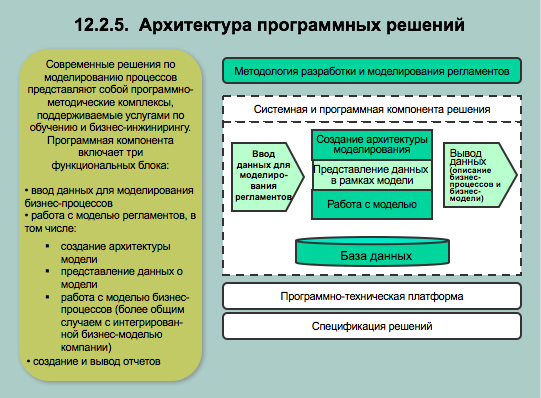 12.2.5. Архитектура программных решений
Современные решения по
моделированию процессов
представляют собой программно-
методические комплексы,
поддерживаемые услугами по
обучению и бизнес-инжинирингу.
Программная компонента
включает три
функциональных блока:
• ввод данных для моделирования
бизнес-процессов
• работа с моделью регламентов, в
том числе:
▪ создание архитектуры
модели
▪ представление данных о
модели
▪ работа с моделью бизнес-
процессов (более общим
случаем с интегрирован-
ной бизнес-моделью
компании)
• создание и вывод отчетов
Методология разработки и моделирования регламентов
Системная и программная компонента решения
Ввод
данных для
моделиро-
вания
регламентов
Создание архитектуры
моделирования
Представление данных
в рамках модели
Работа с моделью
Вывод
данных
(описание
бизнес-
процессов и
бизнес-
модели)
База данных
Программно-техническая платформа
Спецификация решений